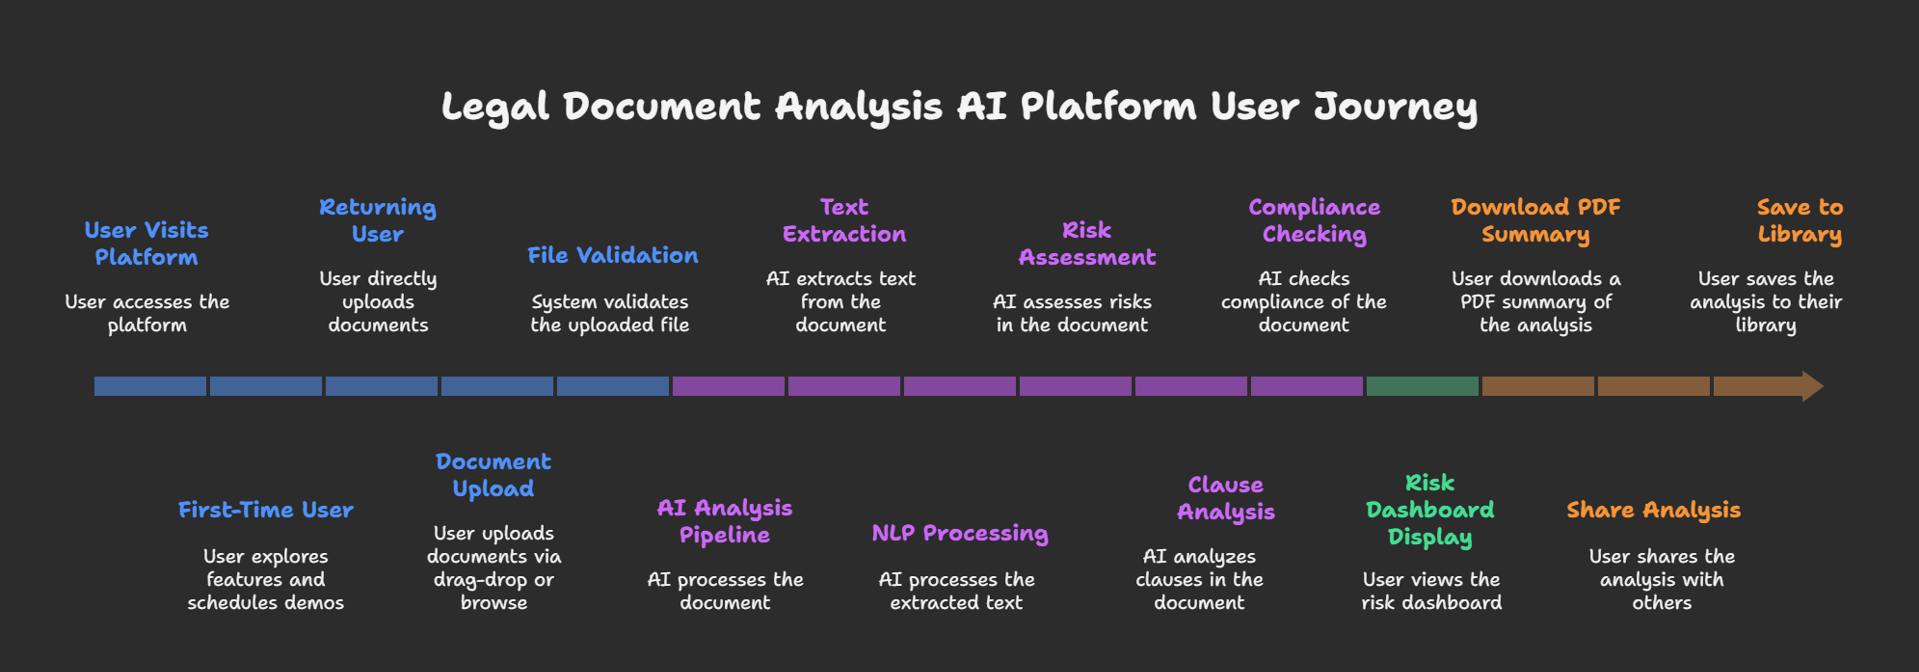 Legal Document Analysis AI Platform User Journey
User Visits
Platform
User accesses the
platform
Returning
User
User directly
uploads
documents
File Validation
System validates
the uploaded file
Text
Extraction
AI extracts text
from the
document
Risk
Assessment
AI assesses risks
in the document
Compliance
Checking
AI checks
compliance of the
document
Download PDF
Summary
User downloads a
PDF summary of
the analysis
Save to
Library
User saves the
analysis to their
library
First-Time User
User explores
features and
schedules demos
Document
Upload
User uploads
documents via
drag-drop or
browse
AI Analysis
Pipeline
AI processes the
document
NLP Processing
AI processes the
extracted text
Clause
Analysis
AI analyzes
clauses in the
document
Risk
Dashboard
Display
User views the
risk dashboard
Share Analysis
User shares the
analysis with
others